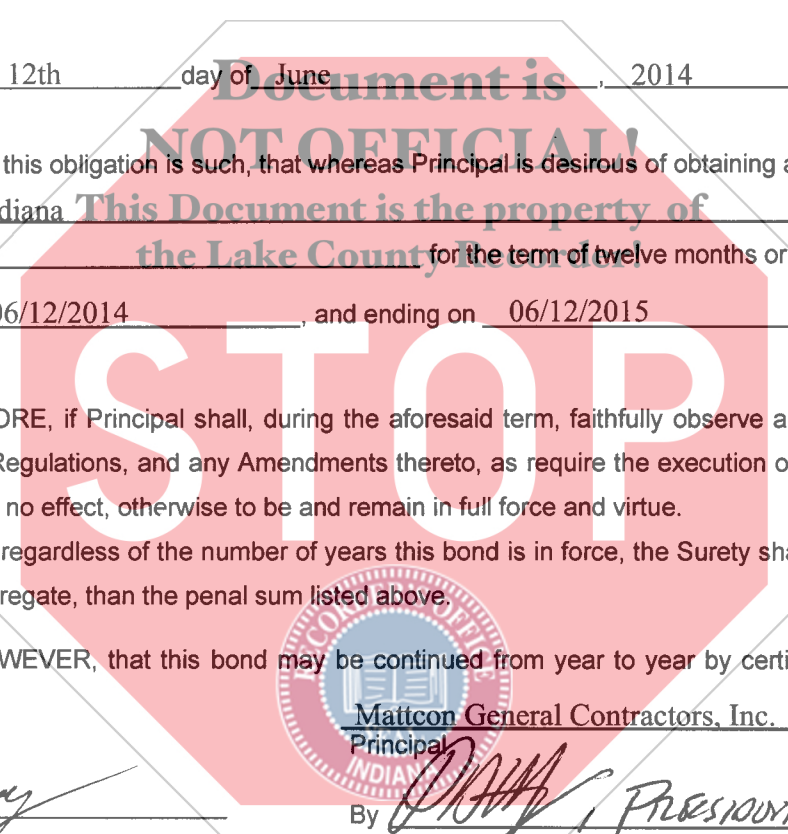 12th day of June , 2014
Document is
NOT OFFICIAL!
this obligation is such, that whereas Principal is desirous of obtaining a
diana
This Document is the property of
the Lake County Recorder!
for the term of twelve months or
06/12/2014 , and ending on 06/12/2015
STOP
ORE, if Principal shall, during the aforesaid term, faithfully observe a
Regulations, and any Amendments thereto, as require the execution o
no effect, otherwise to be and remain in full force and virtue.
regardless of the number of years this bond is in force, the Surety sha
regate, than the penal sum listed above.
RECORDER'S OFFICE
SEAL
INDIANA
WEVER, that this bond may be continued from year to year by certi
Mattcon General Contractors, Inc.
Principal
By , PRESIDENT